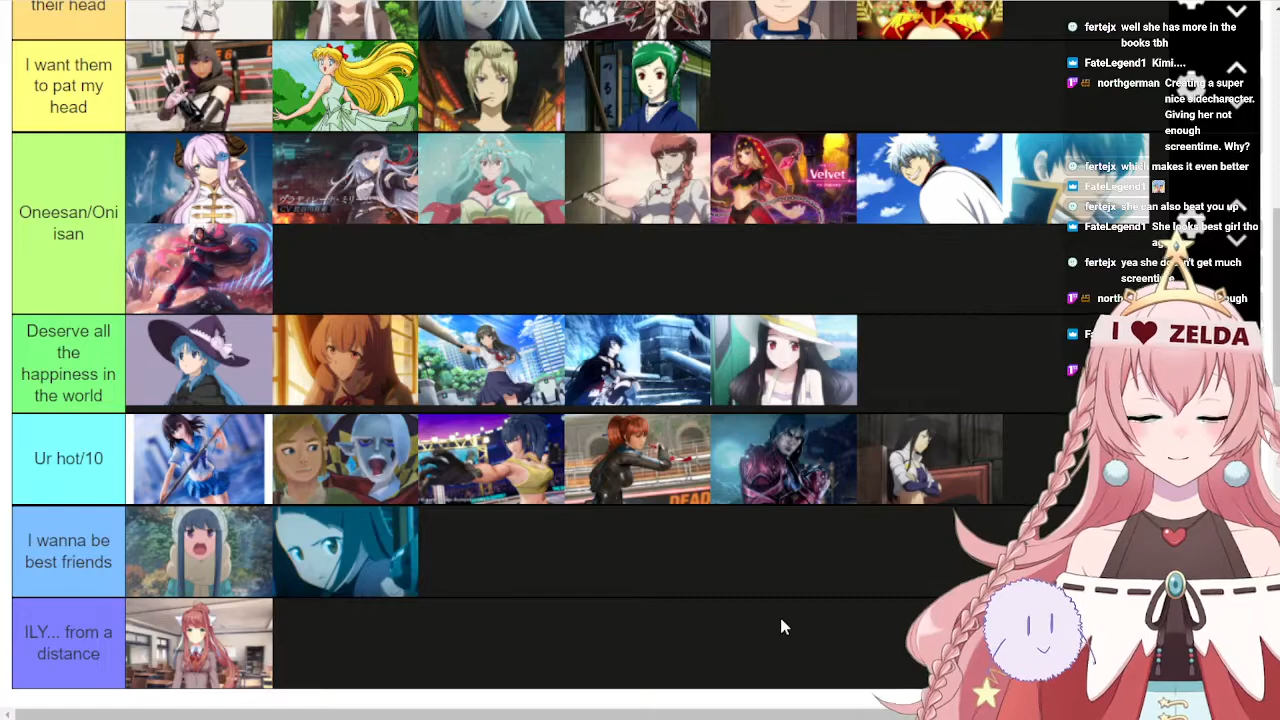 their head
I want them
to pat my
head
Oneesan/Oni
isan
Velvet
Deserve all
the
happiness in
the world
Ur hot/10
DEAD
I wanna be
best friends
ILY... from a
distance
fertejx well she has more in the
books tbh
FateLegend1 Kimi....
northgerman Creating a super
nice sidecharacter.
Giving her not
enough
screentime. Why?
fertejx which makes it even better
FateLegend1
fertejx she can also beat you up
FateLegend1 She looks best girl tho
fertejx yea she doesn't get much
screentime
I ♥ ZELDA